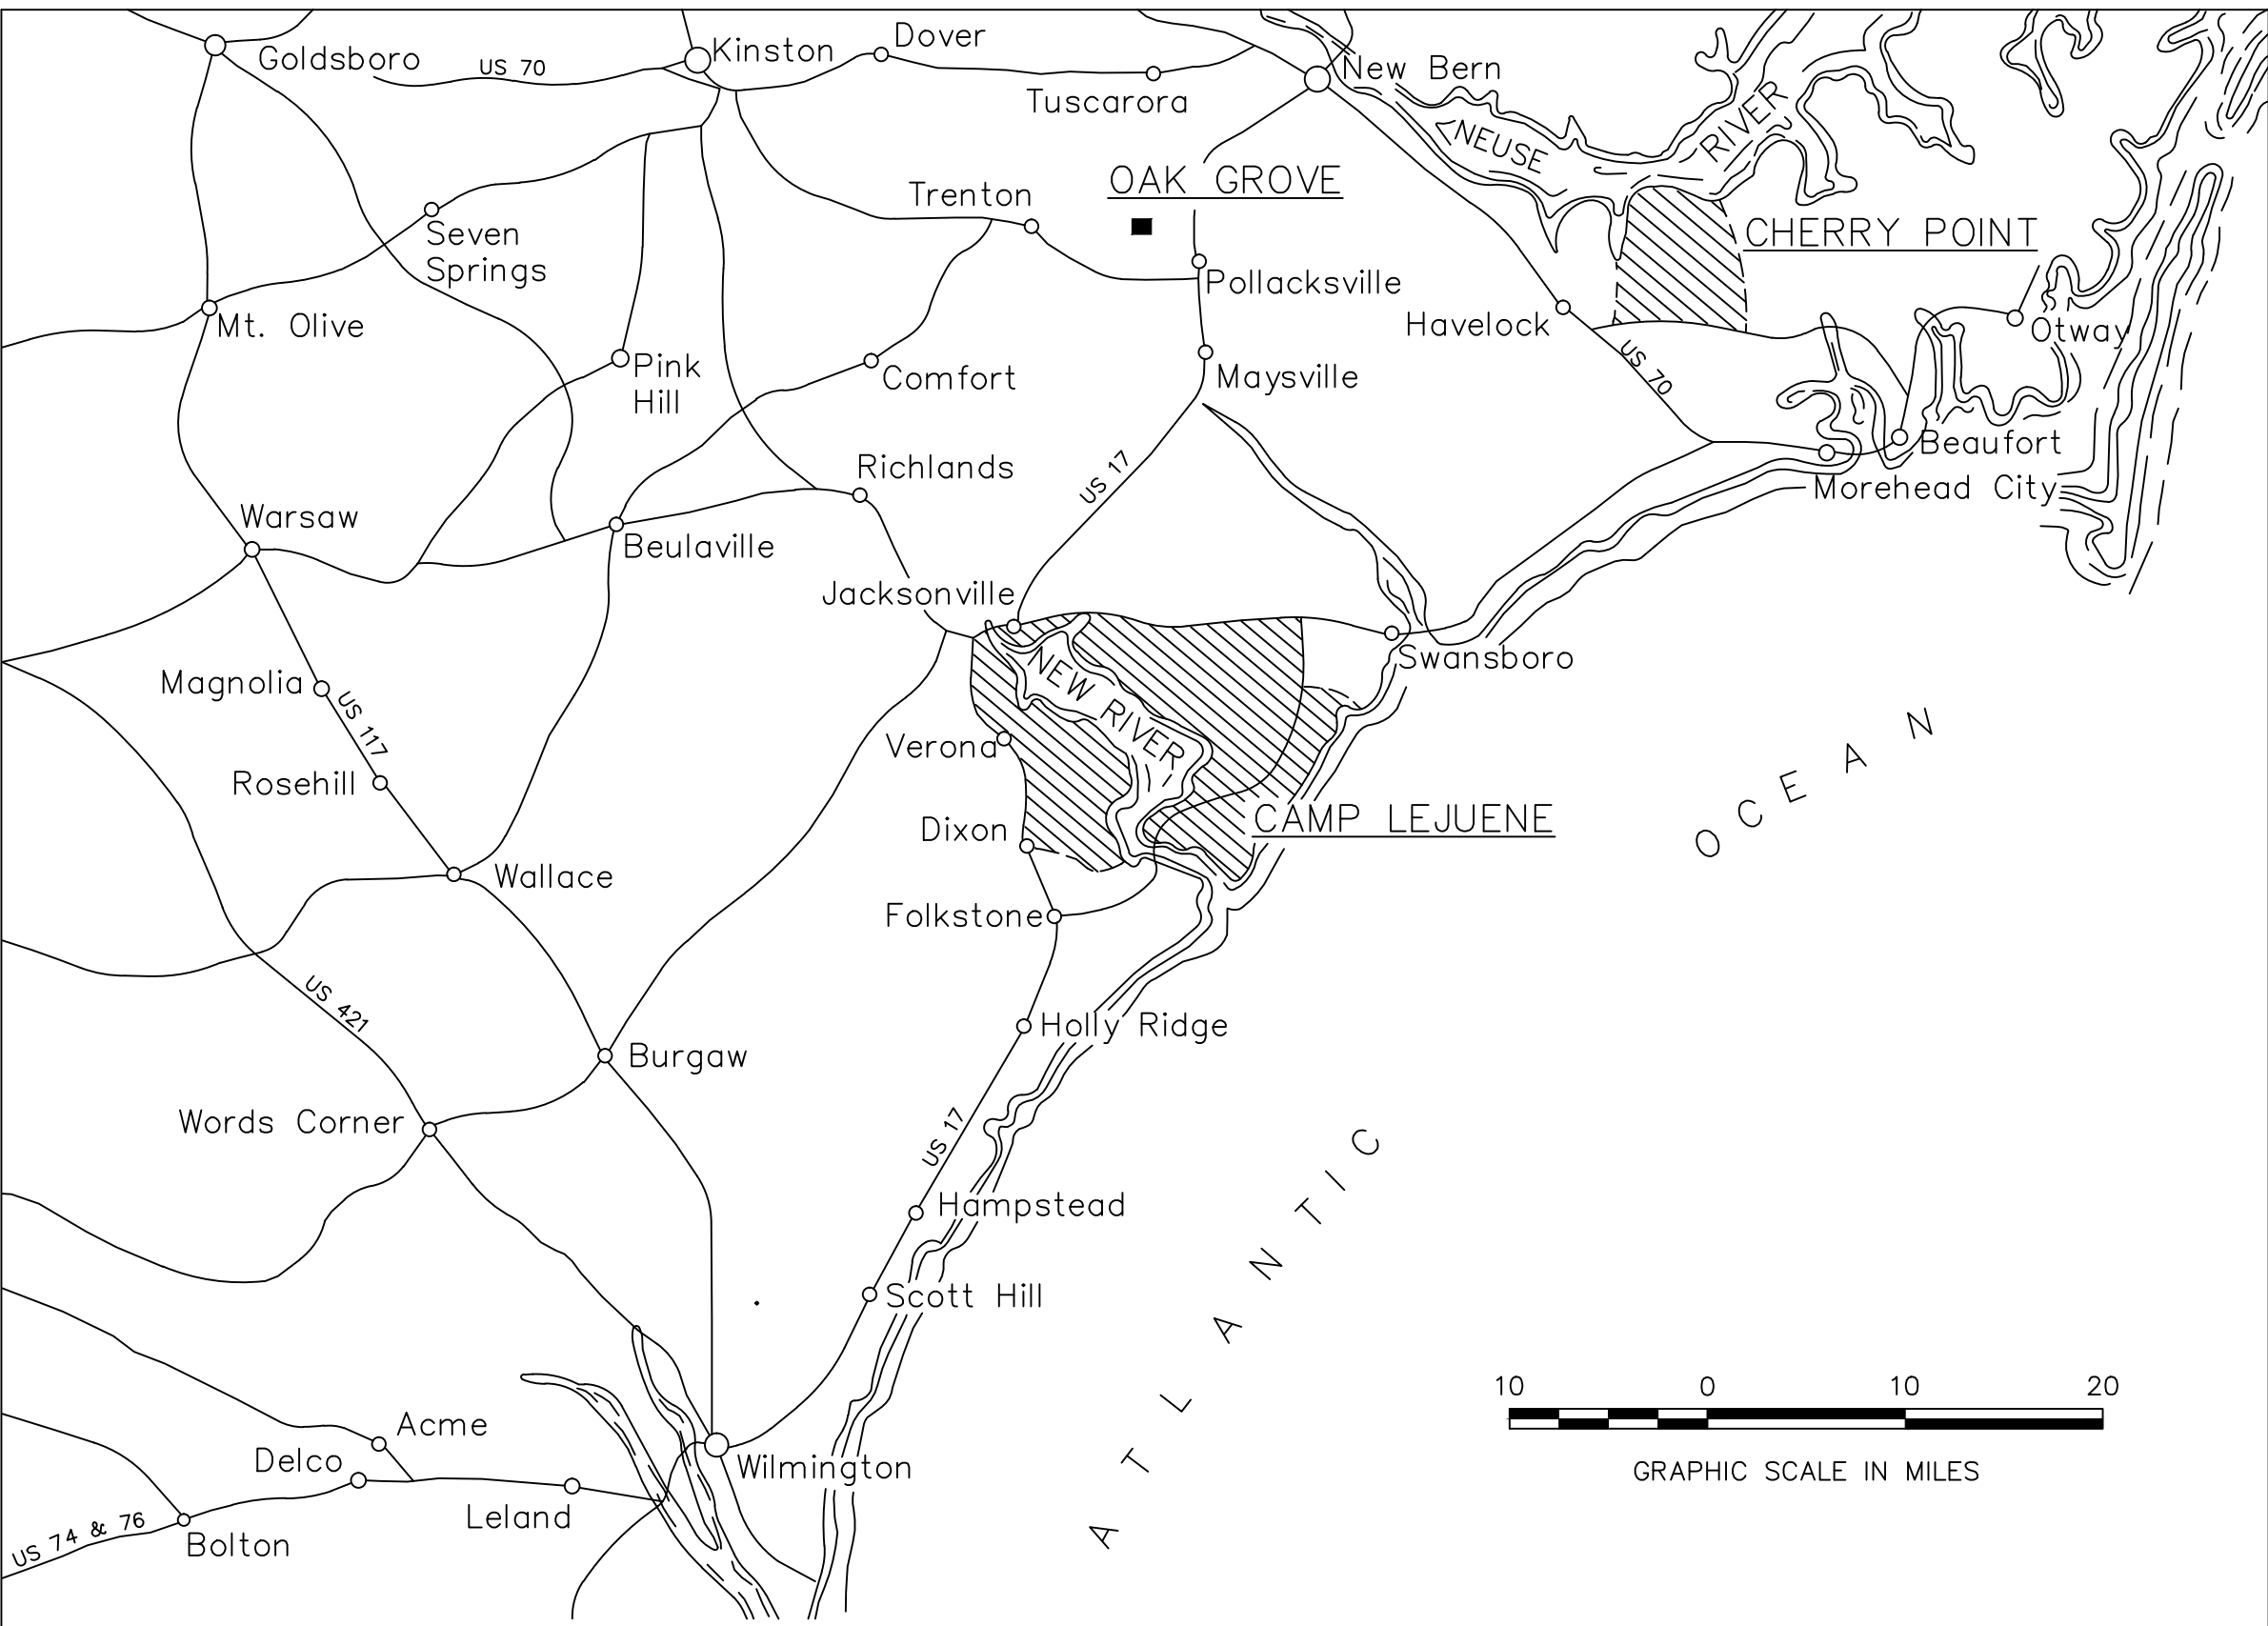 Goldsboro
US 70
Kinston
Dover
New Bern
Tuscarora
NEUSE
RIVER
OAK GROVE
Trenton
CHERRY POINT
Seven
Springs
Pollacksville
Mt. Olive
Havelock
Otway
Pink
Hill
Comfort
Maysville
US 70
Beaufort
Richlands
US 17
Morehead City
Warsaw
Beulaville
Jacksonville
Swansboro
Magnolia
US 117
NEW RIVER
Verona
Rosehill
Dixon
CAMP LEJUENE
OCEAN
Wallace
Folkstone
US 421
Holly Ridge
Burgaw
Words Corner
US 17
Hampstead
Scott Hill
ATLANTIC
10 0 10 20
GRAPHIC SCALE IN MILES
Acme
Delco
Wilmington
Leland
US 74 & 76
Bolton